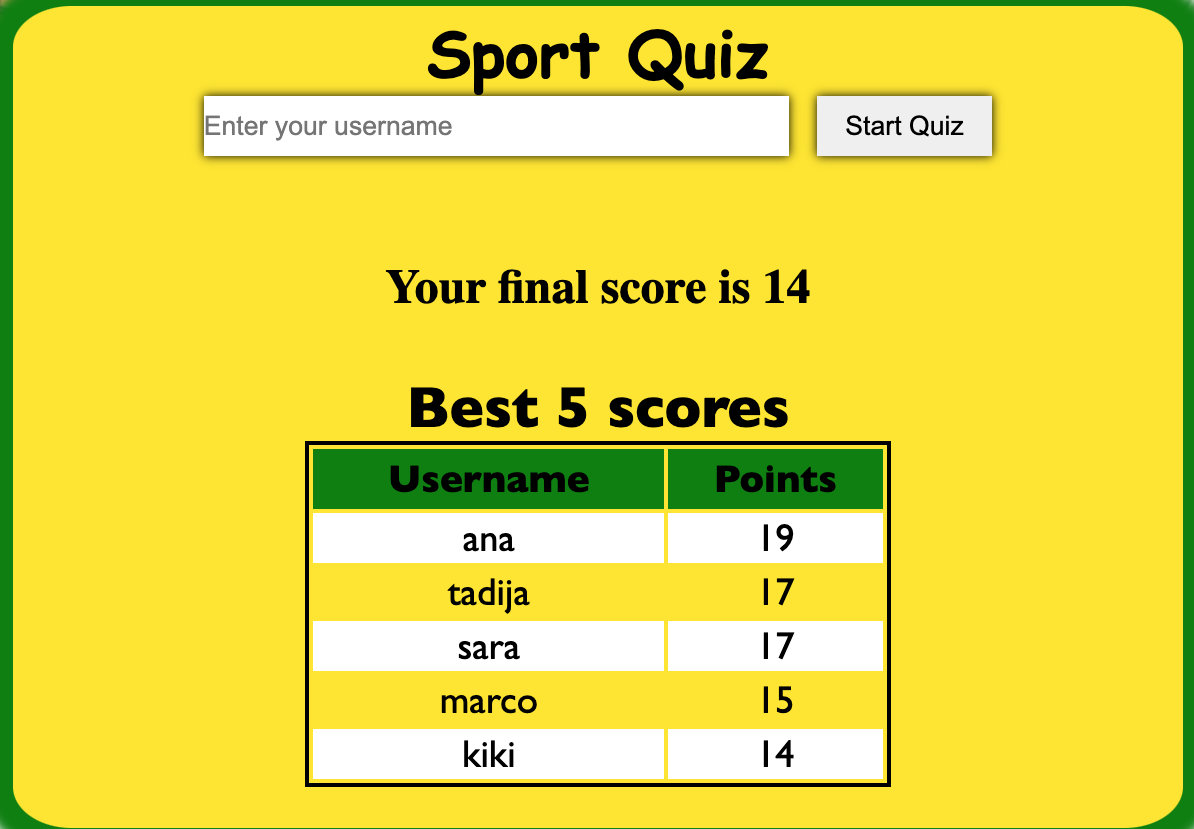 Sport Quiz
Enter your username Start Quiz
Your final score is 14
Best 5 scores
Username Points
ana 19
tadija 17
sara 17
marco 15
kiki 14